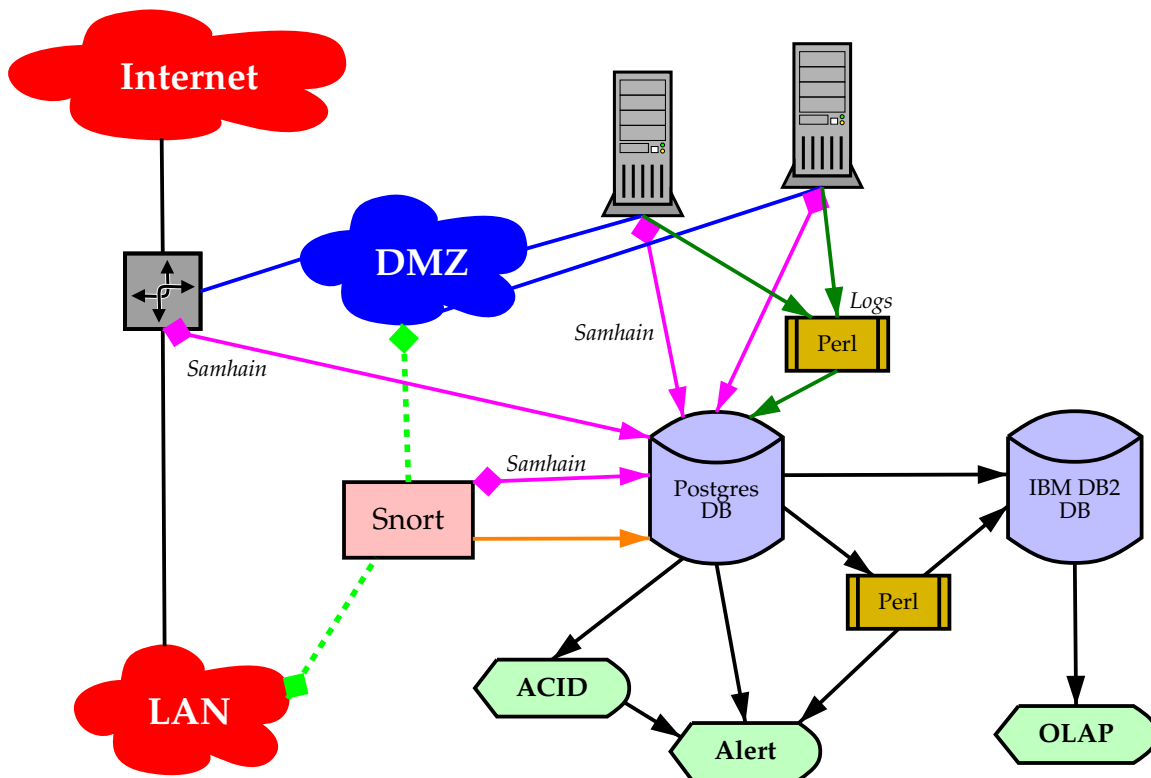 Internet
DMZ
Logs
Samhain
Perl
Samhain
Samhain
Postgres
DB
IBM DB2
DB
Snort
Perl
ACID
LAN
Alert
OLAP